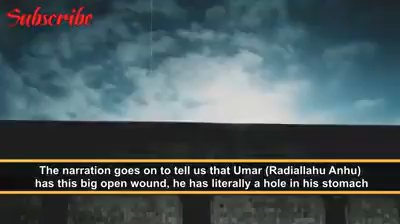 Subscribe
The narration goes on to tell us that Umar (Radiallahu Anhu)
has this big open wound, he has literally a hole in his stomach